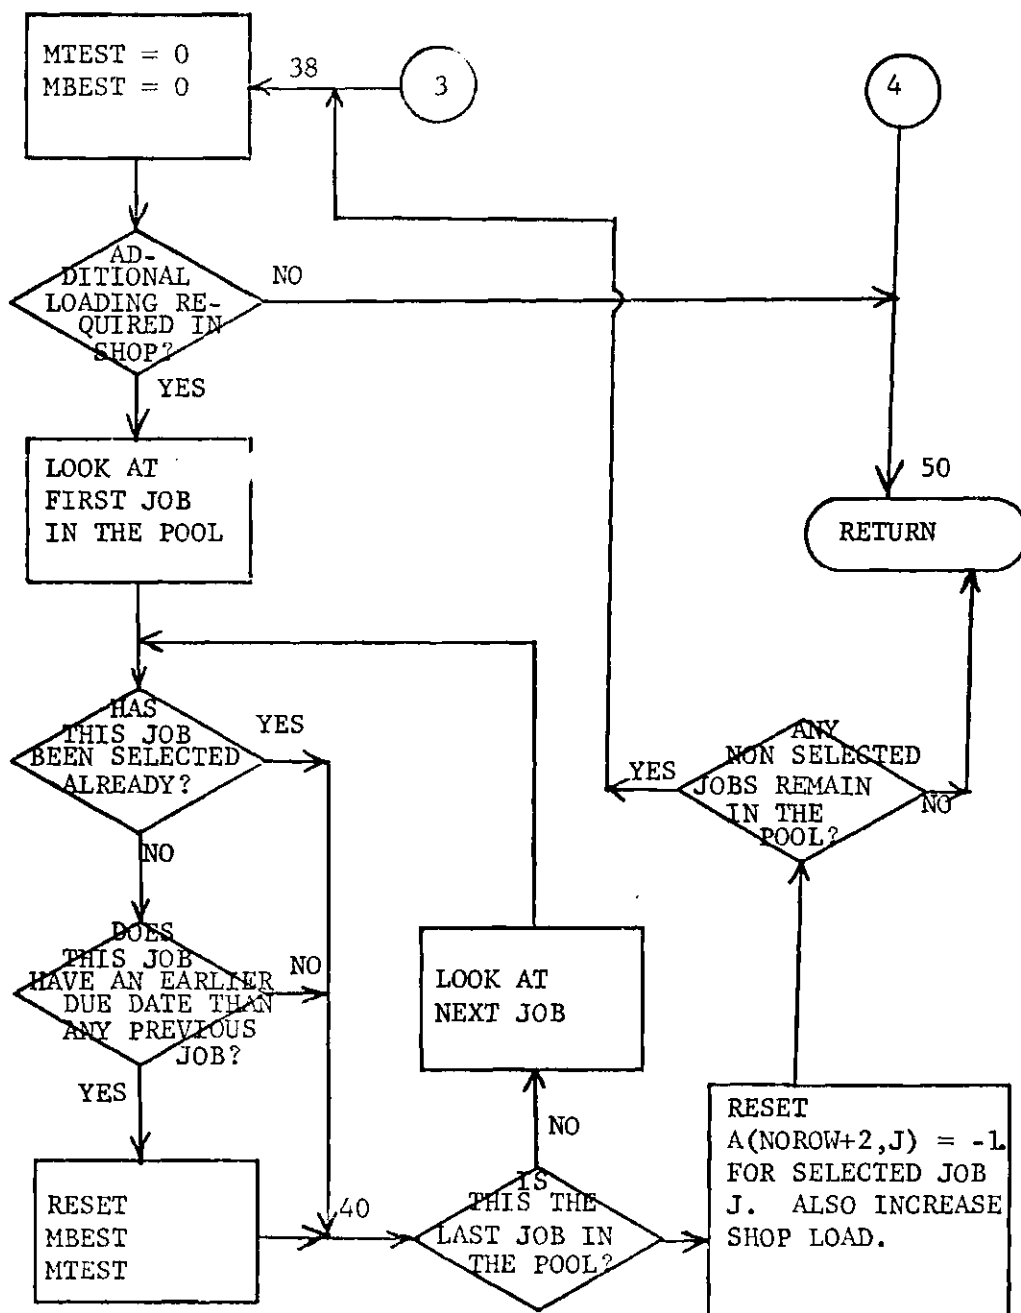 MTEST = 0
MBEST = 0
38
3
4
AD-
DITIONAL
LOADING RE-
QUIRED IN
SHOP?
NO
YES
LOOK AT
FIRST JOB
IN THE POOL
50
RETURN
HAS
THIS JOB
BEEN SELECTED
ALREADY?
YES
NO
ANY
NON SELECTED
JOBS REMAIN
IN THE
POOL?
YES
NO
DOES
THIS JOB
HAVE AN EARLIER
DUE DATE THAN
ANY PREVIOUS
JOB?
NO
YES
LOOK AT
NEXT JOB
NO
RESET
MBEST
MTEST
40
IS
THIS THE
LAST JOB IN
THE POOL?
RESET
A(NOROW+2,J) = -1.
FOR SELECTED JOB
J. ALSO INCREASE
SHOP LOAD.